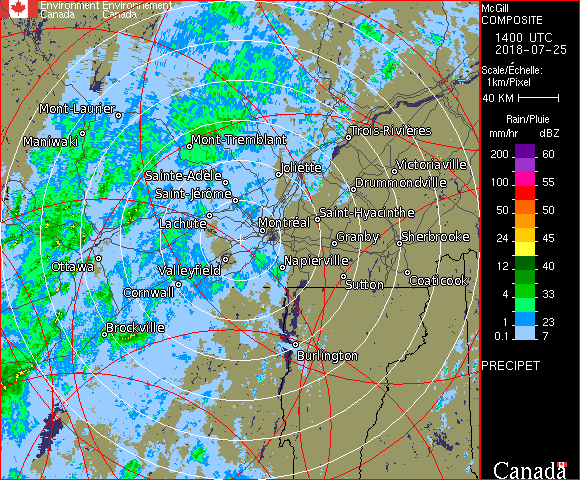 Environment Environnement
Canada Canada
McGill
COMPOSITE
1400 UTC
2018-07-25
Scale/Échelle:
1km/Pixel
40 KM
Rain/Pluie
mm/hr dBZ
200 60
100 55
50 50
24 45
12 40
4 33
1 23
0.1 7
PRECIPET
Canada
Mont-Laurier
Maniwaki
Mont-Tremblant
Trois-Rivières
Sainte-Adèle
Joliette
Victoriaville
Saint-Jérôme
Drummondville
Lachute
Saint-Hyacinthe
Montréal
Granby
Sherbrooke
Ottawa
Valleyfield
Napierville
Cornwall
Sutton
Coaticook
Brockville
Burlington